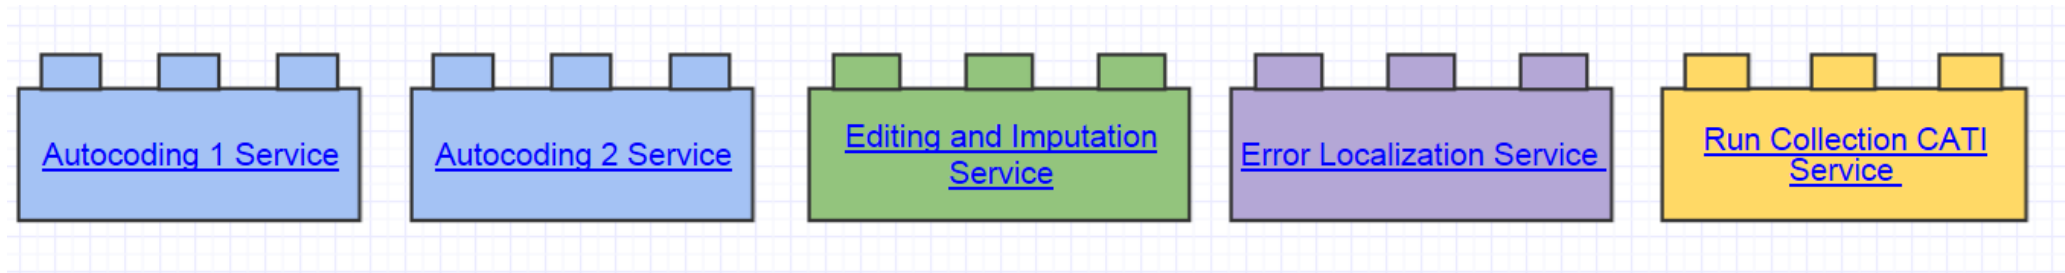 Autocoding 1 Service
Autocoding 2 Service
Editing and Imputation
Service
Error Localization Service
Run Collection CATI
Service